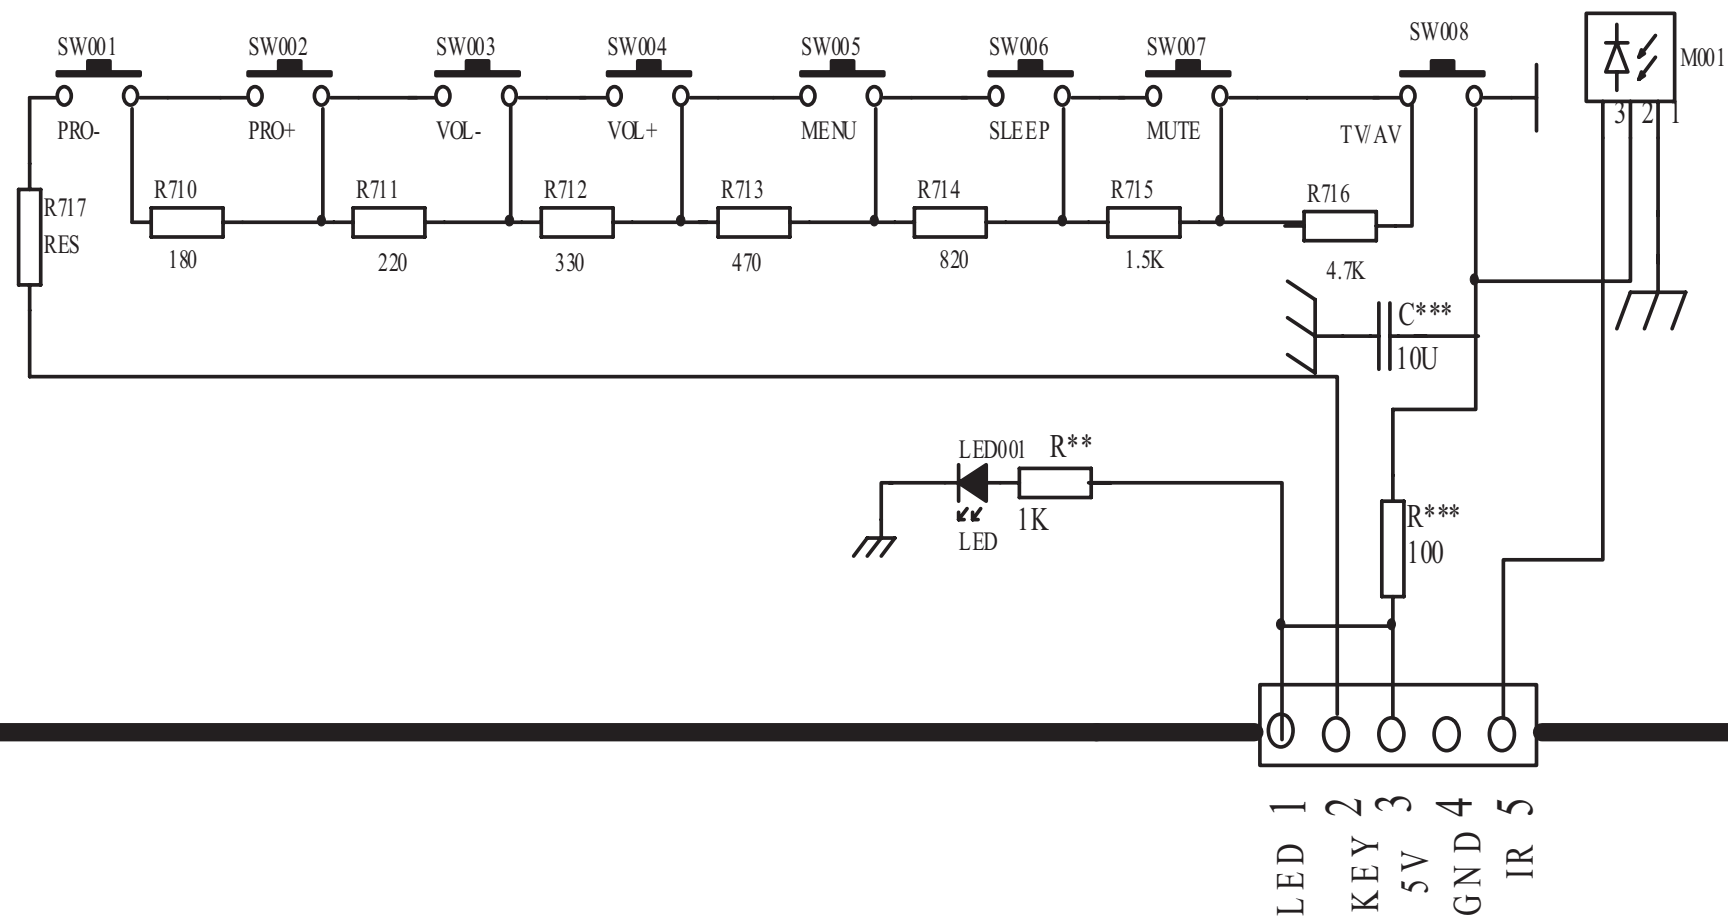 SW001
SW002
SW003
SW004
SW005
SW006
SW007
SW008
M001
PRO-
PRO+
VOL-
VOL+
MENU
SLEEP
MUTE
TV/AV
3
2
1
R717
RES
R710
180
R711
220
R712
330
R713
470
R714
820
R715
1.5K
R716
4.7K
C***
10U
LED001
LED
R**
1K
R***
100
LED 1
KEY 2
5V 3
GND 4
IR 5